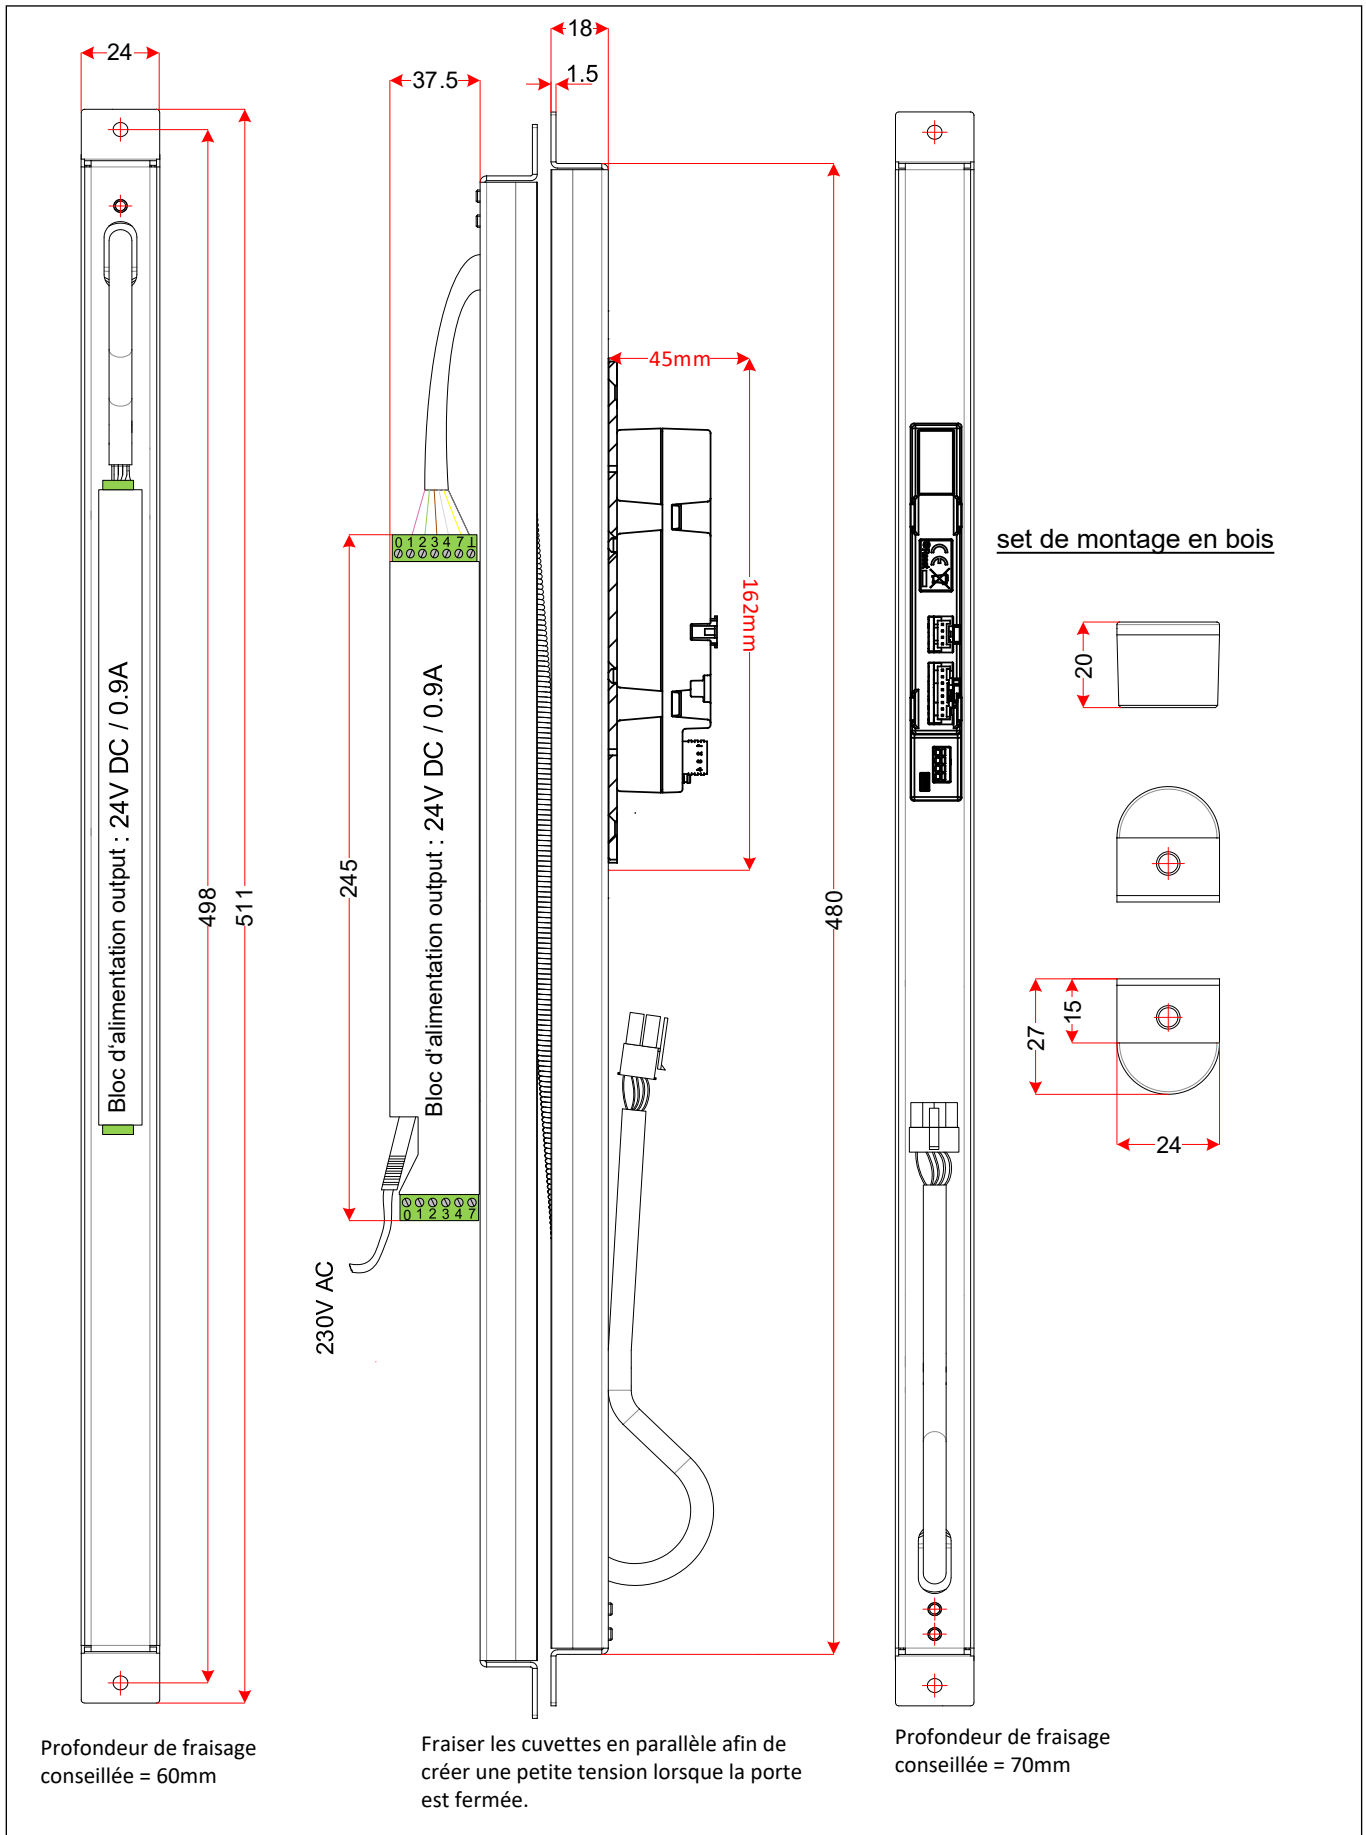 24
18
1.5
37.5
45mm
162mm
0 1 2 3 4 7 ⊥
set de montage en bois
20
Bloc d'alimentation output : 24V DC / 0.9A
Bloc d'alimentation output : 24V DC / 0.9A
498
511
245
480
27
15
24
0 1 2 3 4 7
230V AC
Profondeur de fraisage
conseillée = 60mm
Fraiser les cuvettes en parallèle afin de
créer une petite tension lorsque la porte
est fermée.
Profondeur de fraisage
conseillée = 70mm